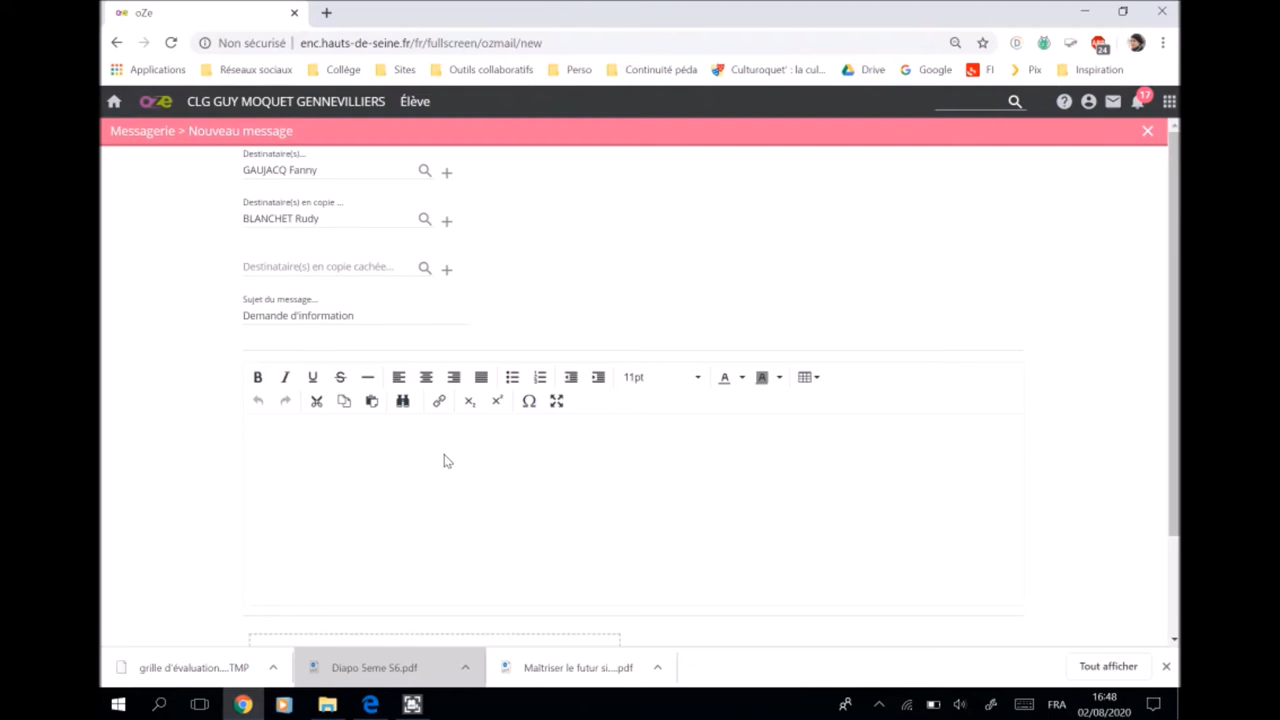 oZe
Non sécurisé enc.hauts-de-seine.fr/fr/fullscreen/ozmail/new
24
Applications Réseaux sociaux Collège Sites Outils collaboratifs Perso Continuité péda Culturoquet' : la cul... Drive Google FI Pix Inspiration
oze CLG GUY MOQUET GENNEVILLIERS Élève 17
Messagerie > Nouveau message
Destinataire(s)...
GAUJACQ Fanny
Destinataire(s) en copie ...
BLANCHET Rudy
Destinataire(s) en copie cachée...
Sujet du message...
Demande d'information
B I U S 11pt A A
x₂ x² Ω
grille d'évaluation....TMP Diapo 5eme S6.pdf Maîtriser le futur si....pdf Tout afficher
FRA 16:48
02/08/2020